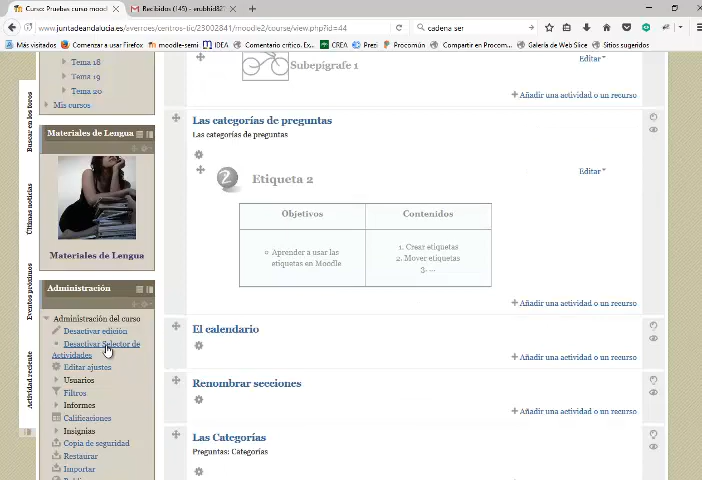 Curso: Pruebas curso mood
Recibidos (145) - evubhid821
www.juntadeandalucia.es/averroes/centros-tic/23002841/moodle2/course/view.php?id=44
cadena ser
Más visitados
Comenzar a usar Firefox
moodle-semi
IDEA
Comentario crítico. Ex...
CREA
Prezi
Procomún
Compartir en Procom...
Galería de Web Slice
Sitios sugeridos
Tema 18
Tema 19
Tema 20
Mis cursos
Buscar en los foros
Últimas noticias
Eventos próximos
Actividad reciente
Materiales de Lengua
Materiales de Lengua
Administración
Administración del curso
Desactivar edición
Desactivar Selector de
Actividades
Editar ajustes
Usuarios
Filtros
Informes
Calificaciones
Insignias
Copia de seguridad
Restaurar
Importar
Subepígrafe 1
Editar
Añadir una actividad o un recurso
Las categorías de preguntas
Las categorías de preguntas
2
Etiqueta 2
Editar
Objetivos
Contenidos
Aprender a usar las
etiquetas en Moodle
1. Crear etiquetas
2. Mover etiquetas
3. ...
Añadir una actividad o un recurso
El calendario
Añadir una actividad o un recurso
Renombrar secciones
Añadir una actividad o un recurso
Las Categorías
Preguntas: Categorías